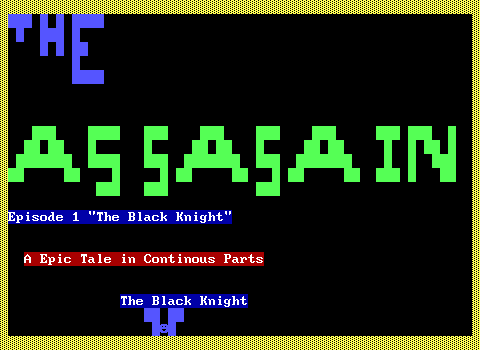 THE
ASSASAIN
Episode 1 "The Black Knight"
A Epic Tale in Continous Parts
The Black Knight